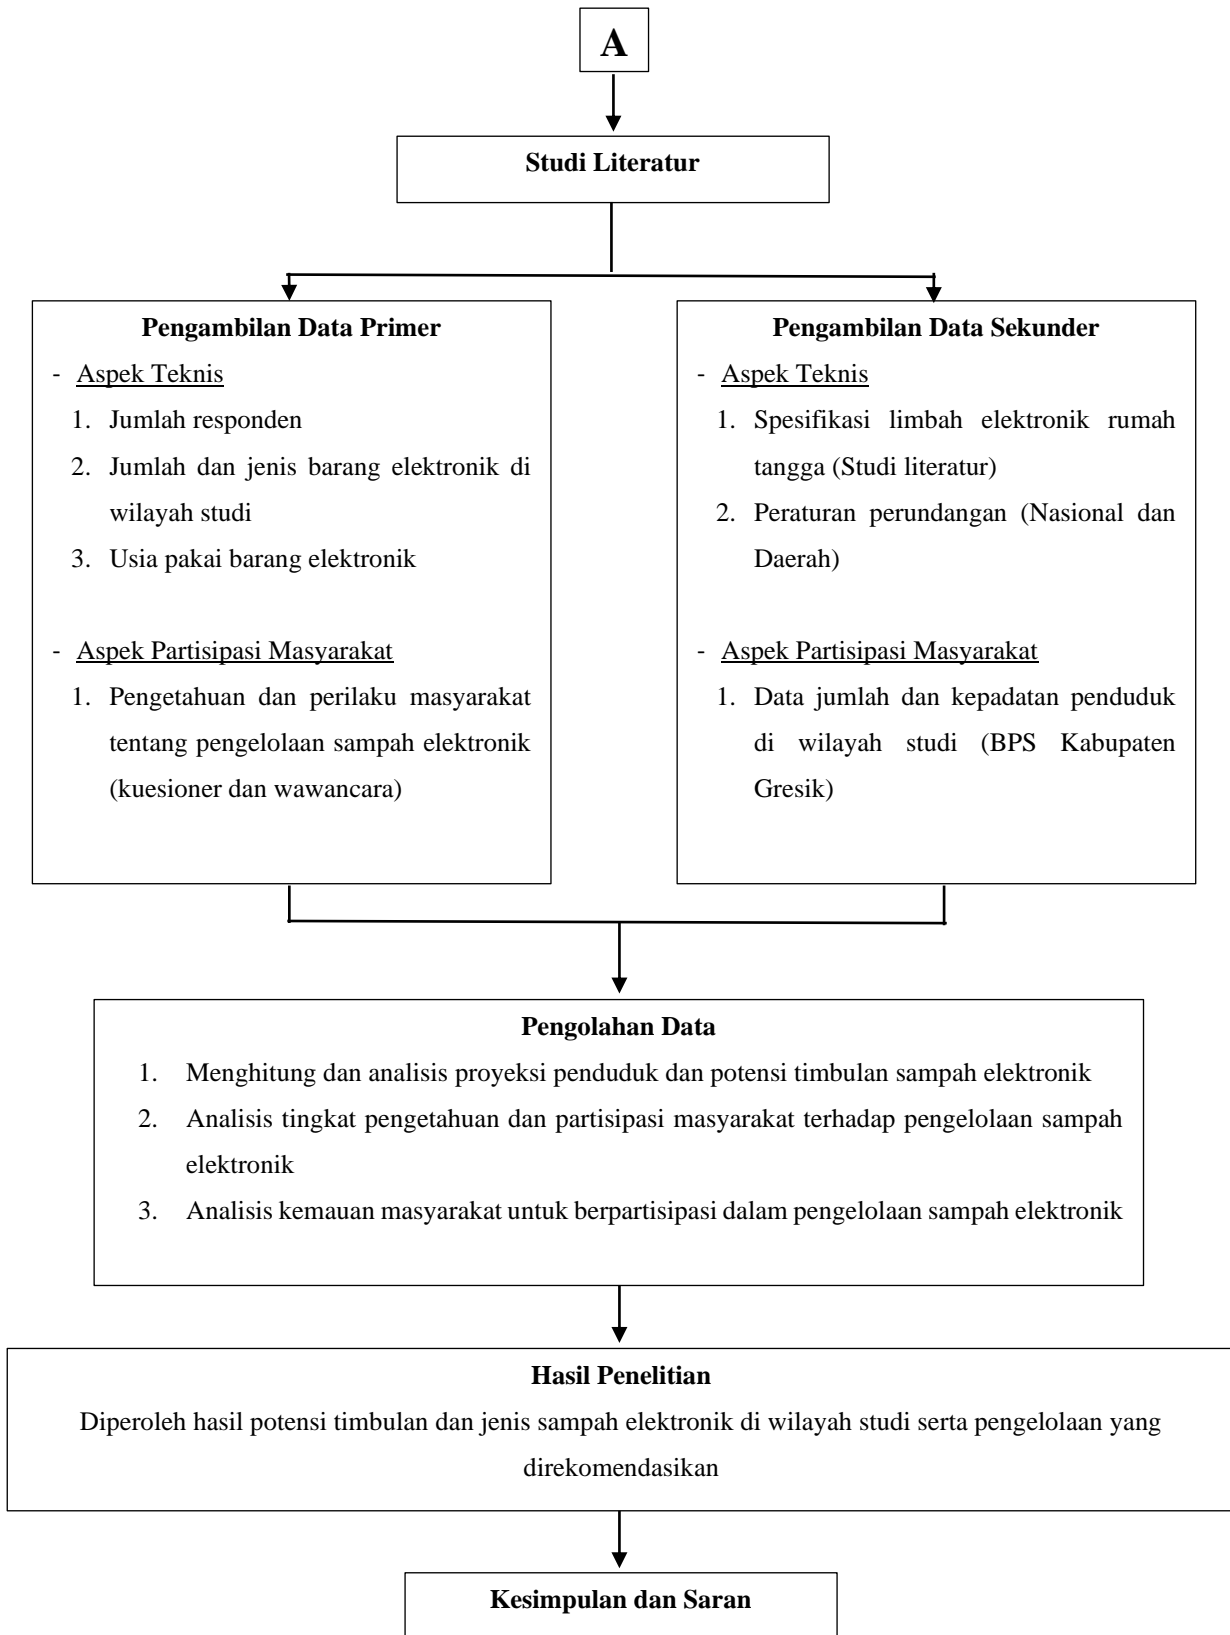 A
Studi Literatur
Pengambilan Data Primer
- Aspek Teknis
1. Jumlah responden
2. Jumlah dan jenis barang elektronik di
wilayah studi
3. Usia pakai barang elektronik
- Aspek Partisipasi Masyarakat
1. Pengetahuan dan perilaku masyarakat
tentang pengelolaan sampah elektronik
(kuesioner dan wawancara)
Pengambilan Data Sekunder
- Aspek Teknis
1. Spesifikasi limbah elektronik rumah
tangga (Studi literatur)
2. Peraturan perundangan (Nasional dan
Daerah)
- Aspek Partisipasi Masyarakat
1. Data jumlah dan kepadatan penduduk
di wilayah studi (BPS Kabupaten
Gresik)
Pengolahan Data
1. Menghitung dan analisis proyeksi penduduk dan potensi timbulan sampah elektronik
2. Analisis tingkat pengetahuan dan partisipasi masyarakat terhadap pengelolaan sampah
elektronik
3. Analisis kemauan masyarakat untuk berpartisipasi dalam pengelolaan sampah elektronik
Hasil Penelitian
Diperoleh hasil potensi timbulan dan jenis sampah elektronik di wilayah studi serta pengelolaan yang
direkomendasikan
Kesimpulan dan Saran